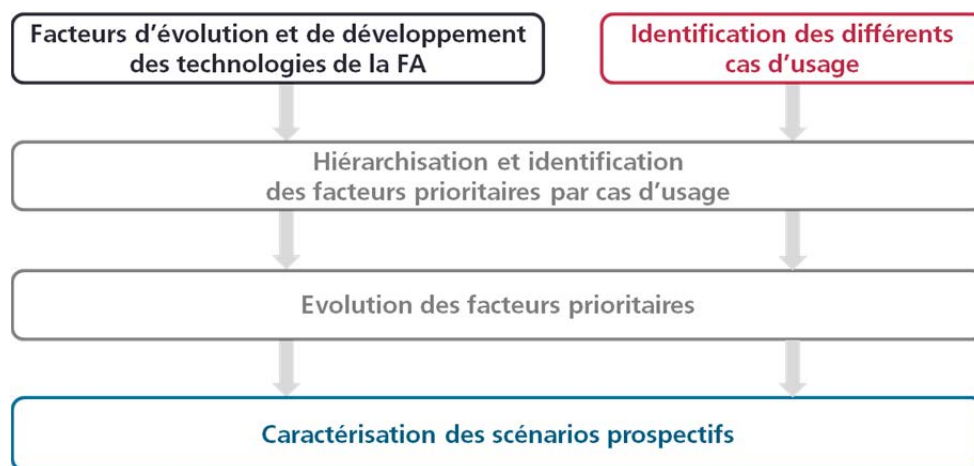 Facteurs d'évolution et de développement
des technologies de la FA
Identification des différents
cas d'usage
Hiérarchisation et identification
des facteurs prioritaires par cas d'usage
Evolution des facteurs prioritaires
Caractérisation des scénarios prospectifs